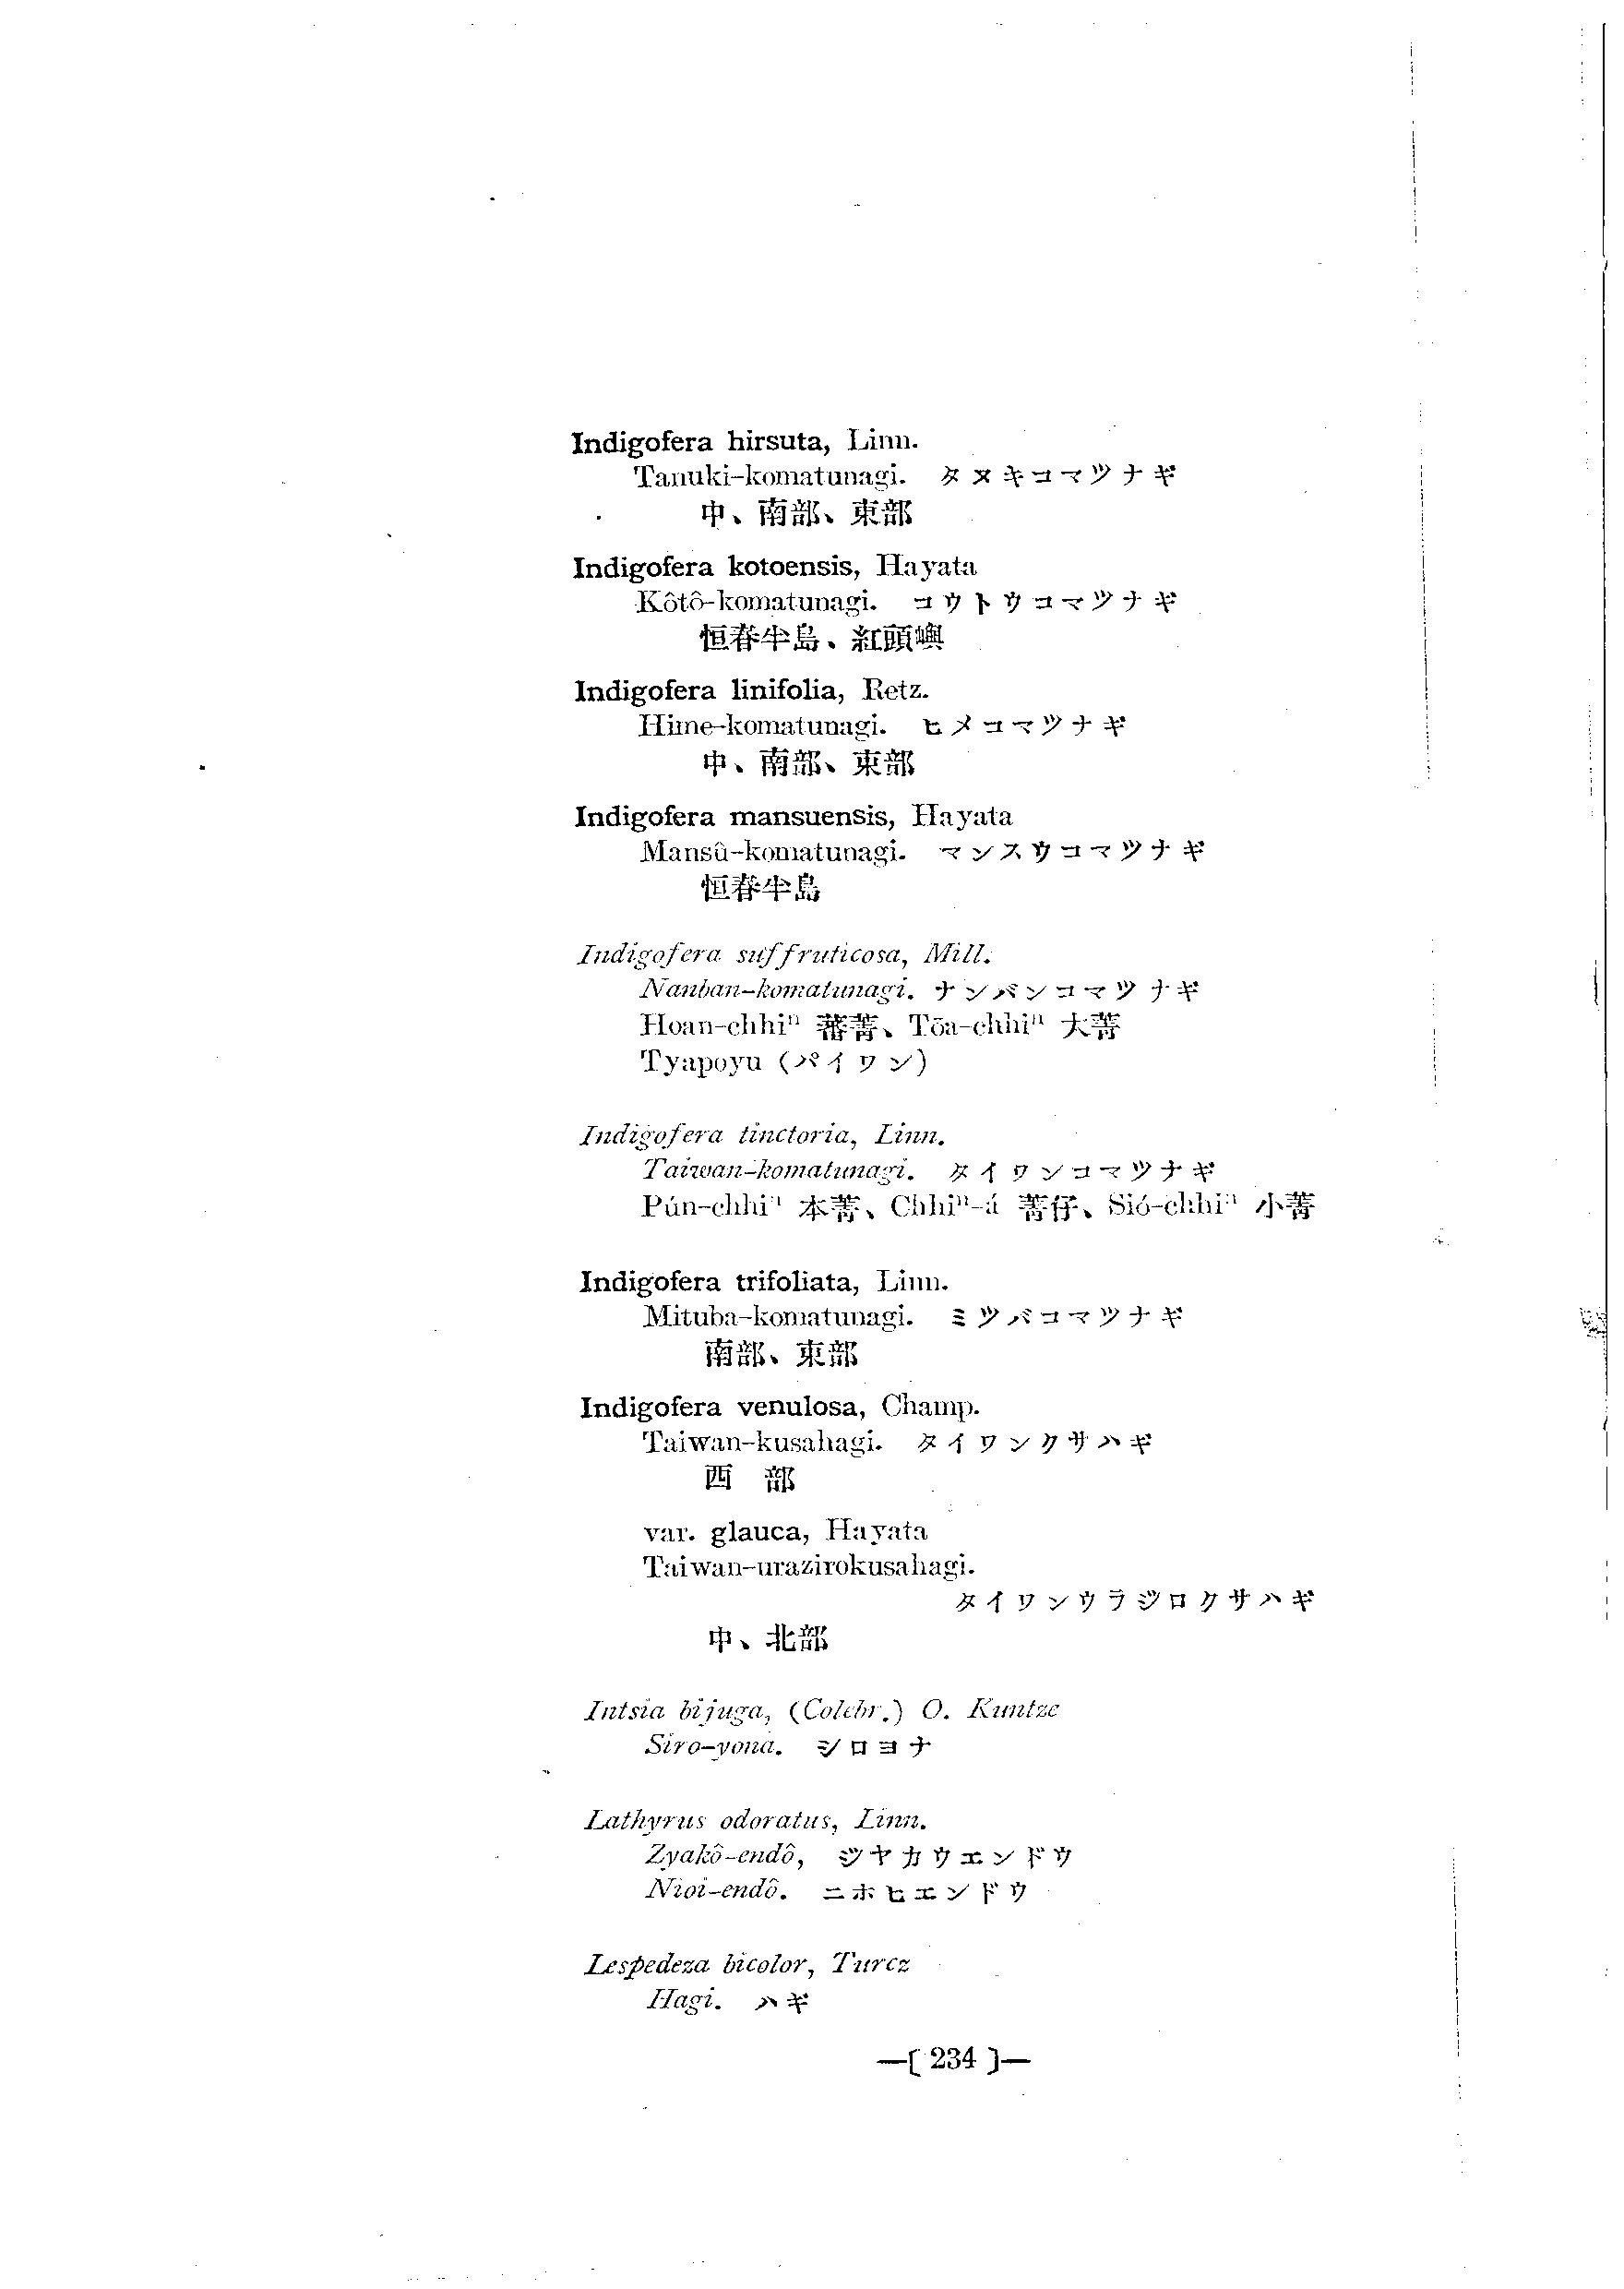 Indigofera hirsuta, Linn.
Tanuki-komatunagi. タヌキコマツナギ
中、南部、東部
Indigofera kotoensis, Hayata
Kôtô-komatunagi. コウトウコマツナギ
恒春半島、紅頭嶼
Indigofera linifolia, Retz.
Hime-komatunagi. ヒメコマツナギ
中、南部、東部
Indigofera mansuensis, Hayata
Mansû-komatunagi. マンスウコマツナギ
恒春半島
Indigofera suffruticosa, Mill.
Nanban-komatunagi. ナンバンコマツナギ
Hoan-chhiⁿ 蕃菁、Tōa-chhiⁿ 大菁
Tyapoyu (パイワン)
Indigofera tinctoria, Linn.
Taiwan-komatunagi. タイワンコマツナギ
Pún-chhiⁿ 本菁、Chhiⁿ-á 菁仔、Sió-chhiⁿ 小菁
Indigofera trifoliata, Linn.
Mituba-komatunagi. ミツバコマツナギ
南部、東部
Indigofera venulosa, Champ.
Taiwan-kusahagi. タイワンクサハギ
西 部
var. glauca, Hayata
Taiwan-urazirokusahagi.
タイワンウラジロクサハギ
中、北部
Intsia bijuga, (Colebr.) O. Kuntze
Siro-yona. シロヨナ
Lathyrus odoratus, Linn.
Zyakô-endô, ジヤカウエンドウ
Nioi-endô. ニホヒエンドウ
Lespedeza bicolor, Turcz
Hagi. ハギ
—[ 234 ]—